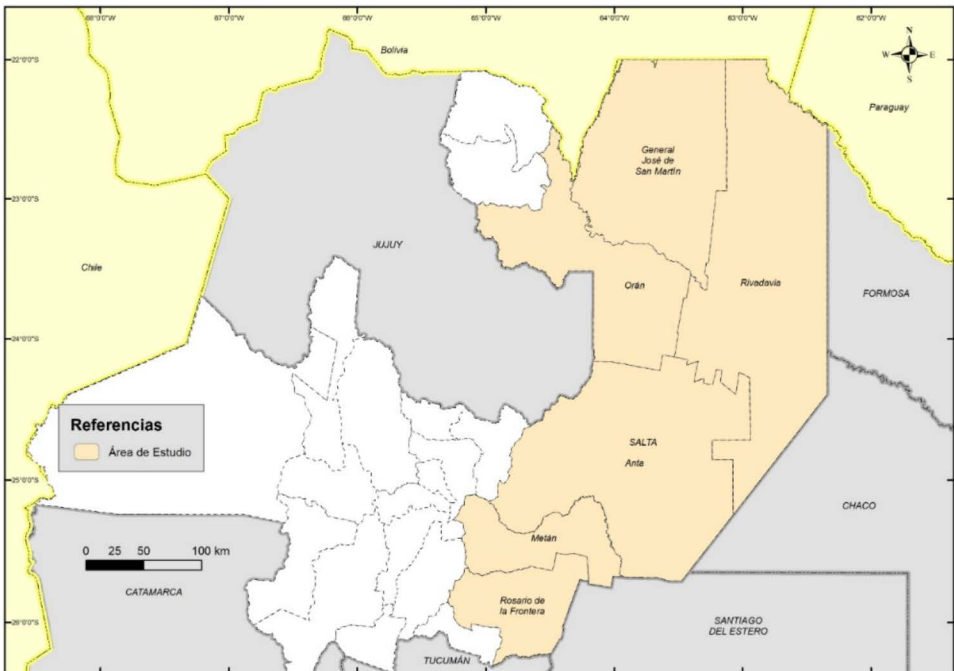 68°0'0"W
67°0'0"W
66°0'0"W
65°0'0"W
64°0'0"W
63°0'0"W
62°0'0"W
N
W
E
S
Bolivia
22°0'0"S
Paraguay
General
José de
San Martín
23°0'0"S
JUJUY
Chile
Orán
Rivadavia
FORMOSA
24°0'0"S
Referencias
Área de Estudio
SALTA
Anta
25°0'0"S
CHACO
Metán
0 25 50 100 km
CATAMARCA
Rosario de
la Frontera
SANTIAGO
DEL ESTERO
26°0'0"S
TUCUMÁN